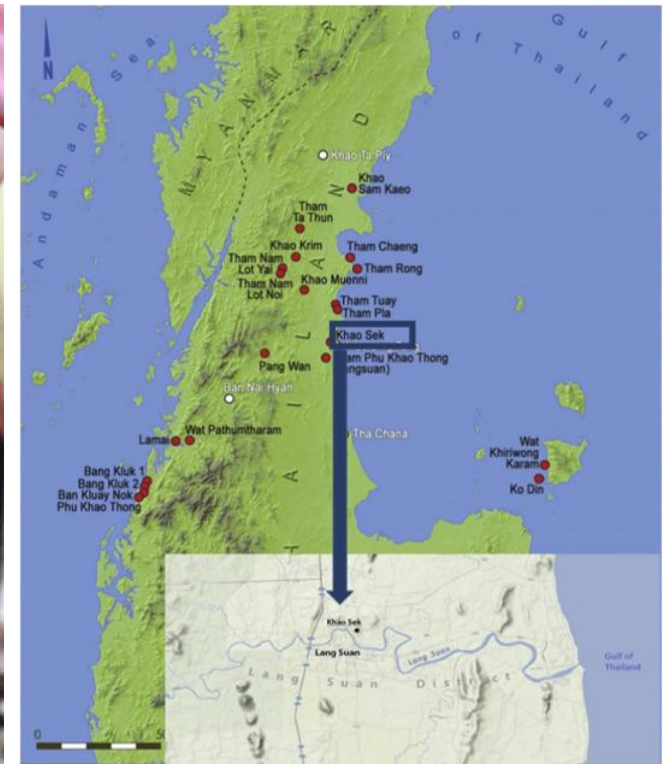 Gulf
of Thailand
Andaman Sea
N
MYANMAR
THAILAND
Khao Ta Ply
Khao
Sam Kaeo
Tham
Ta Thun
Khao Krim
Tham Chaeng
Tham Nam
Lot Yai
Tham Rong
Tham Nam
Lot Noi
Khao Muenni
Tham Tuay
Tham Pla
Khao Sek
Phu Khao Thong
Pang Wan
Ban Nai Hyan
Tha Chana
Lamai
Wat Pathumtharam
Wat
Khiriwong
Karam
Ko Din
Bang Kluk 1
Bang Kluk 2
Ban Kluay Nok
Phu Khao Thong
Khao Sek
Lang Suan
Lang Suan
Lang Suan District
Gulf of
Thailand
0